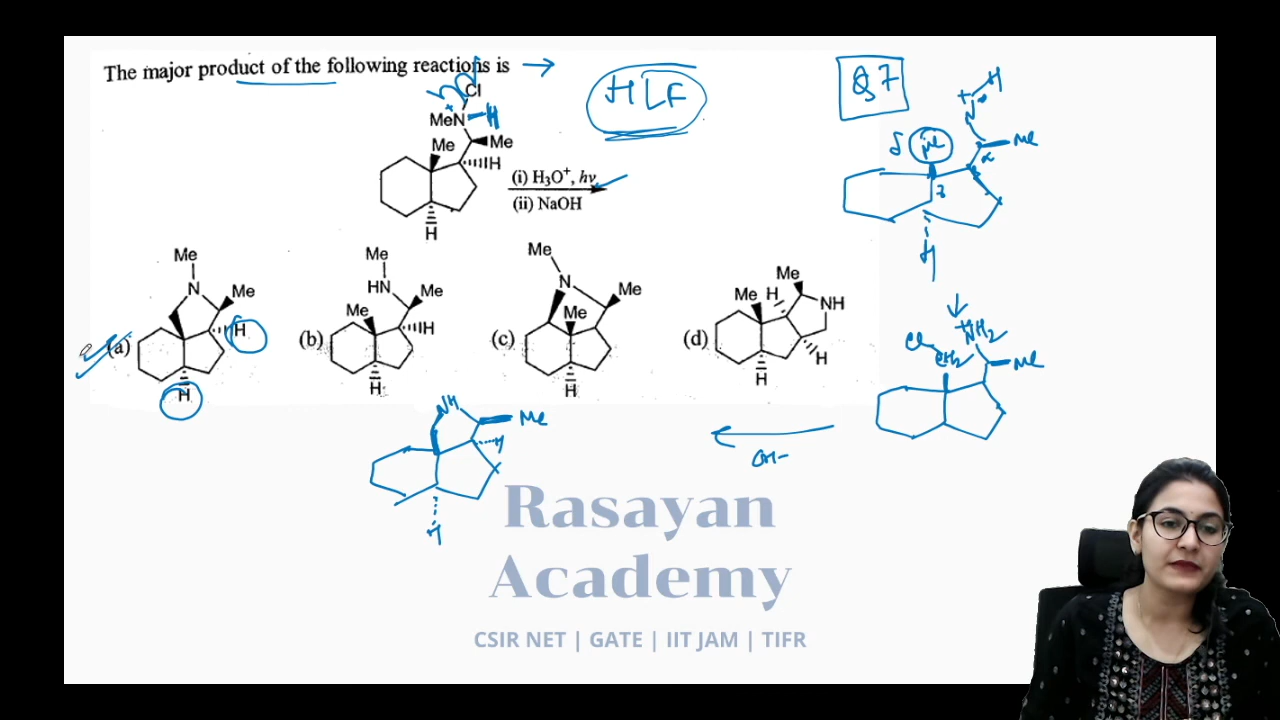 The major product of the following reactions is
HLF
Q7
Cl
MeN
H
Me
Me
H
(i) H₃O⁺, hν
(ii) NaOH
H
H
+N
Me
δ
Me
α
H
Me
N
Me
(a)
H
H
Me
HN
Me
Me
(b)
H
H
Me
N
Me
Me
(c)
H
Me
Me
H
NH
(d)
H
H
+NH2
Cl
CH2
Me
NH
Me
H
H
OH-
Rasayan
Academy
CSIR NET | GATE | IIT JAM | TIFR